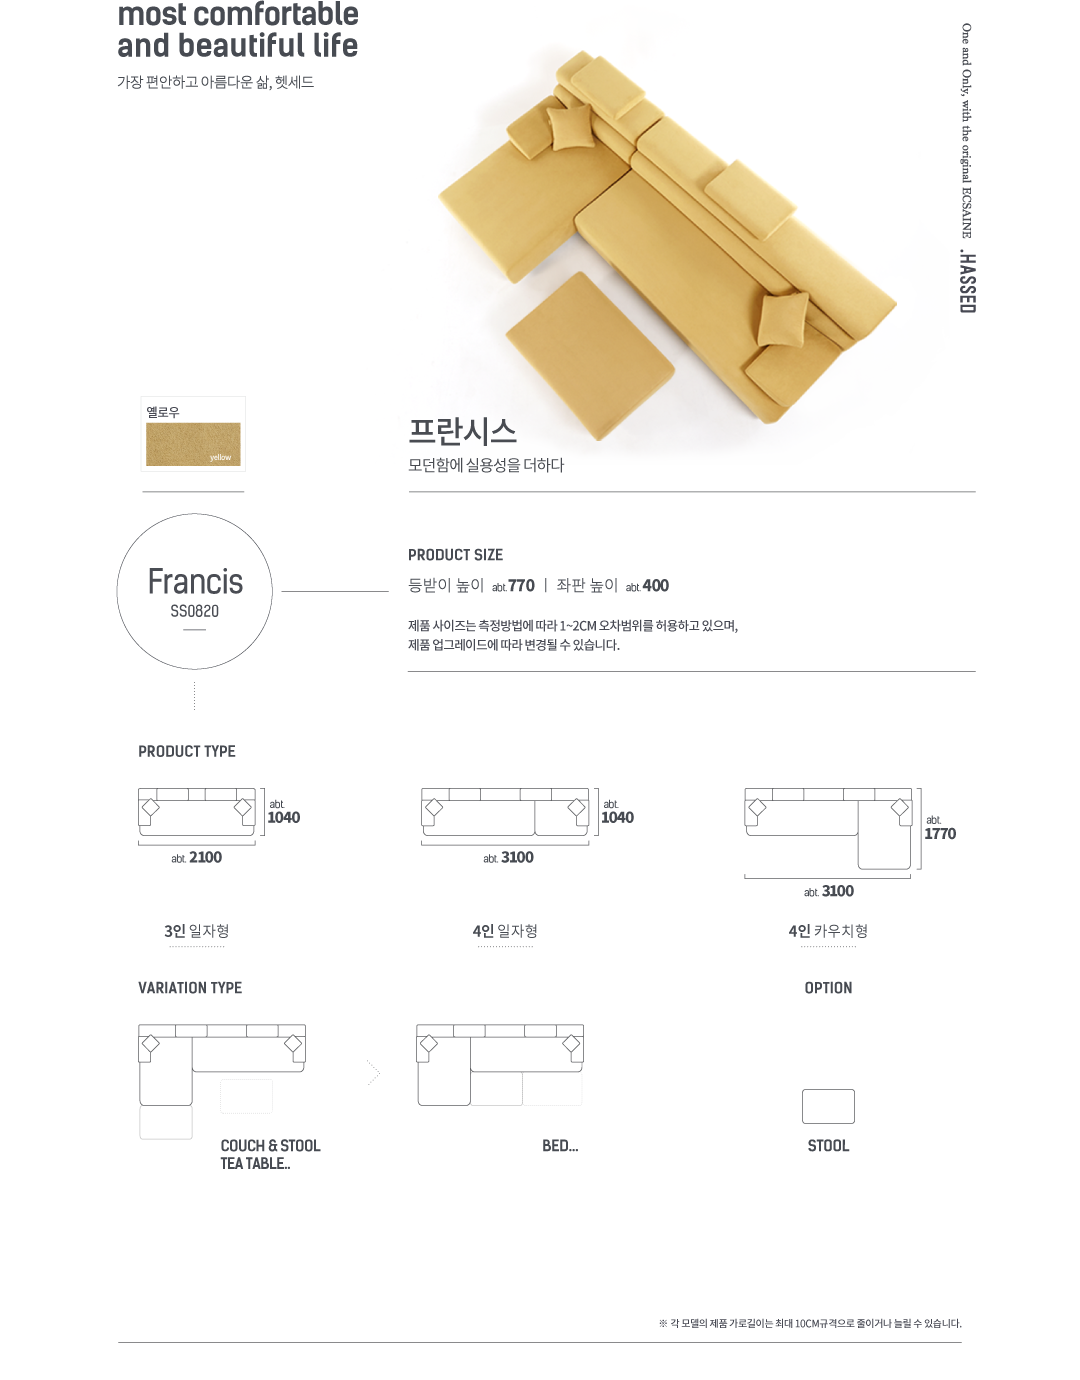 most comfortable
and beautiful life
가장 편안하고 아름다운 삶, 헷세드
One and Only, with the original ECSAINE .HASSED
옐로우
yellow
프란시스
모던함에 실용성을 더하다
Francis
SS0820
PRODUCT SIZE
등받이 높이 abt. 770 | 좌판 높이 abt. 400
제품 사이즈는 측정방법에 따라 1~2CM 오차범위를 허용하고 있으며,
제품 업그레이드에 따라 변경될 수 있습니다.
PRODUCT TYPE
abt.
1040
abt. 2100
3인 일자형
abt.
1040
abt. 3100
4인 일자형
abt.
1770
abt. 3100
4인 카우치형
VARIATION TYPE
OPTION
COUCH & STOOL
TEA TABLE..
BED...
STOOL
※ 각 모델의 제품 가로길이는 최대 10CM규격으로 줄이거나 늘릴 수 있습니다.